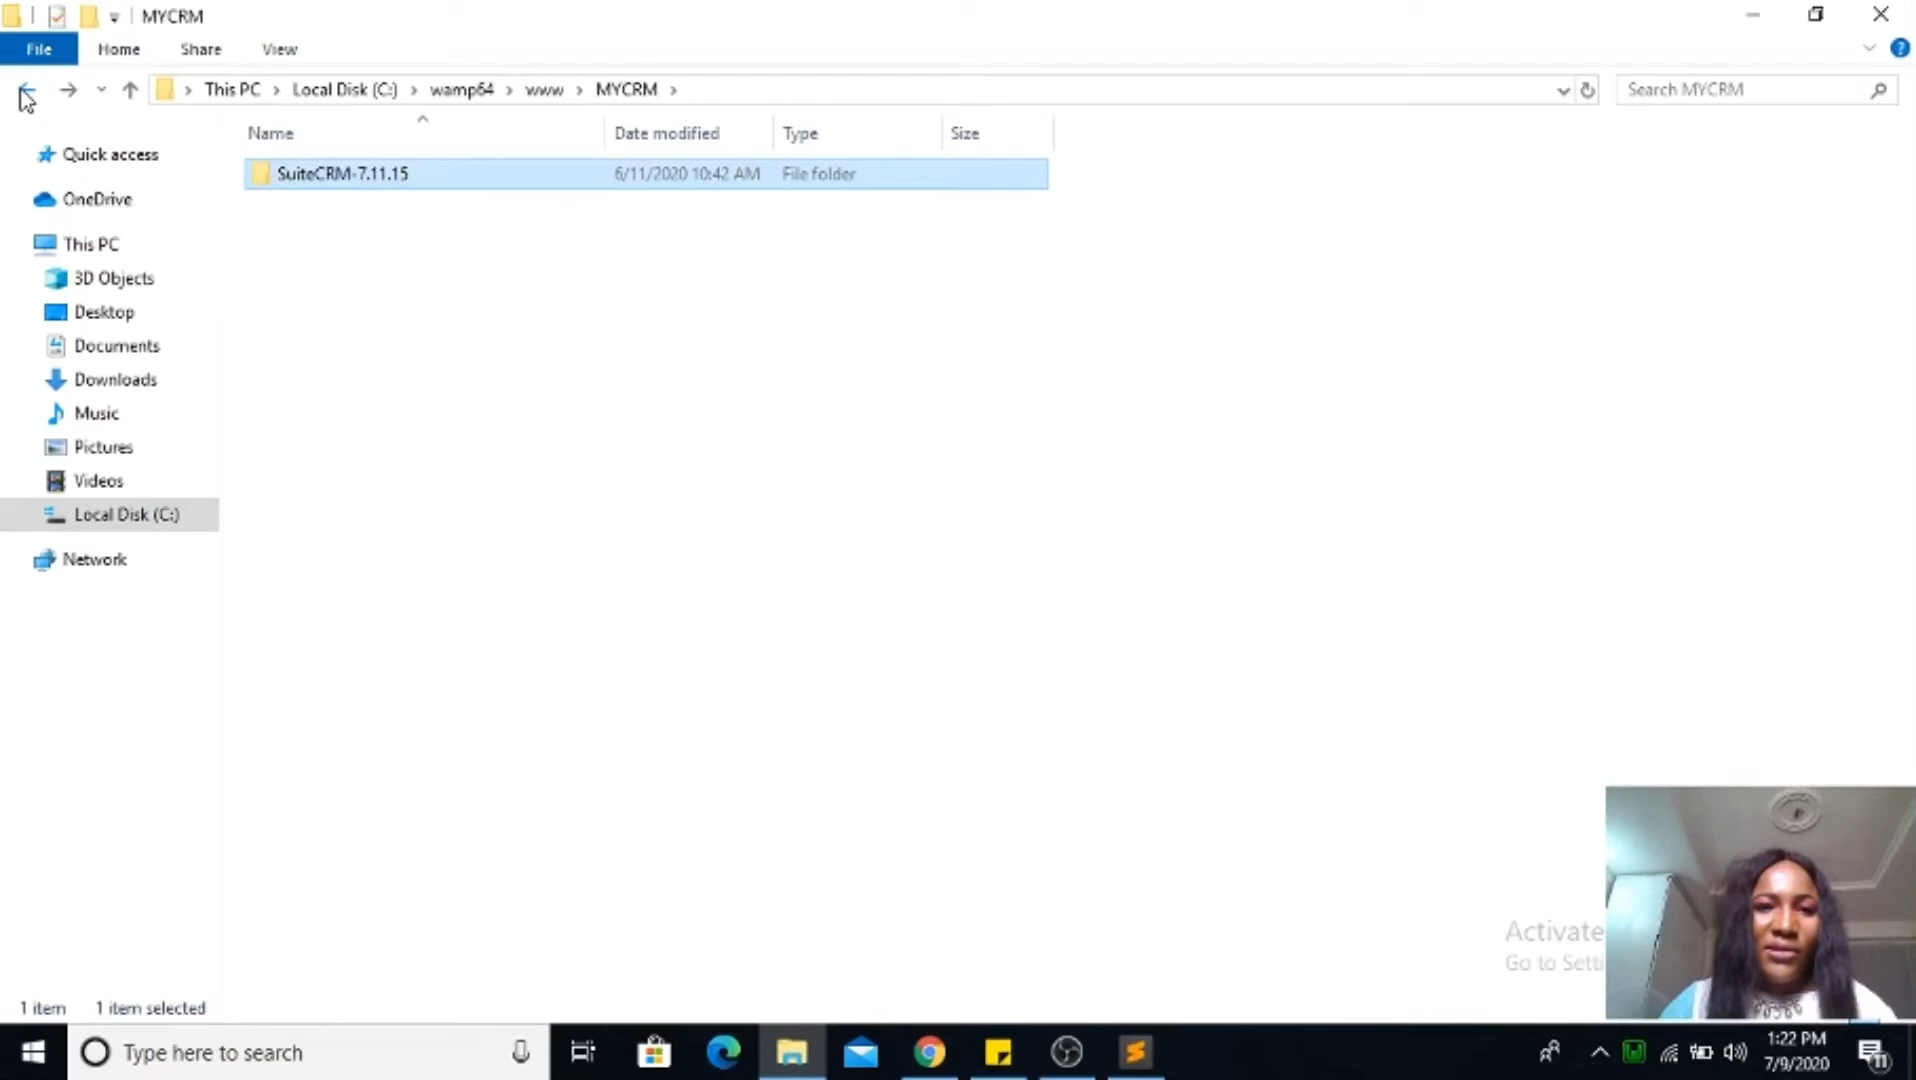 MYCRM
File Home Share View
This PC Local Disk (C:) wamp64 www MYCRM
Search MYCRM
Name Date modified Type Size
SuiteCRM-7.11.15 6/11/2020 10:42 AM File folder
Quick access
OneDrive
This PC
3D Objects
Desktop
Documents
Downloads
Music
Pictures
Videos
Local Disk (C:)
Network
Activate
Go to Setti
1 item 1 item selected
Type here to search
1:22 PM
7/9/2020
11